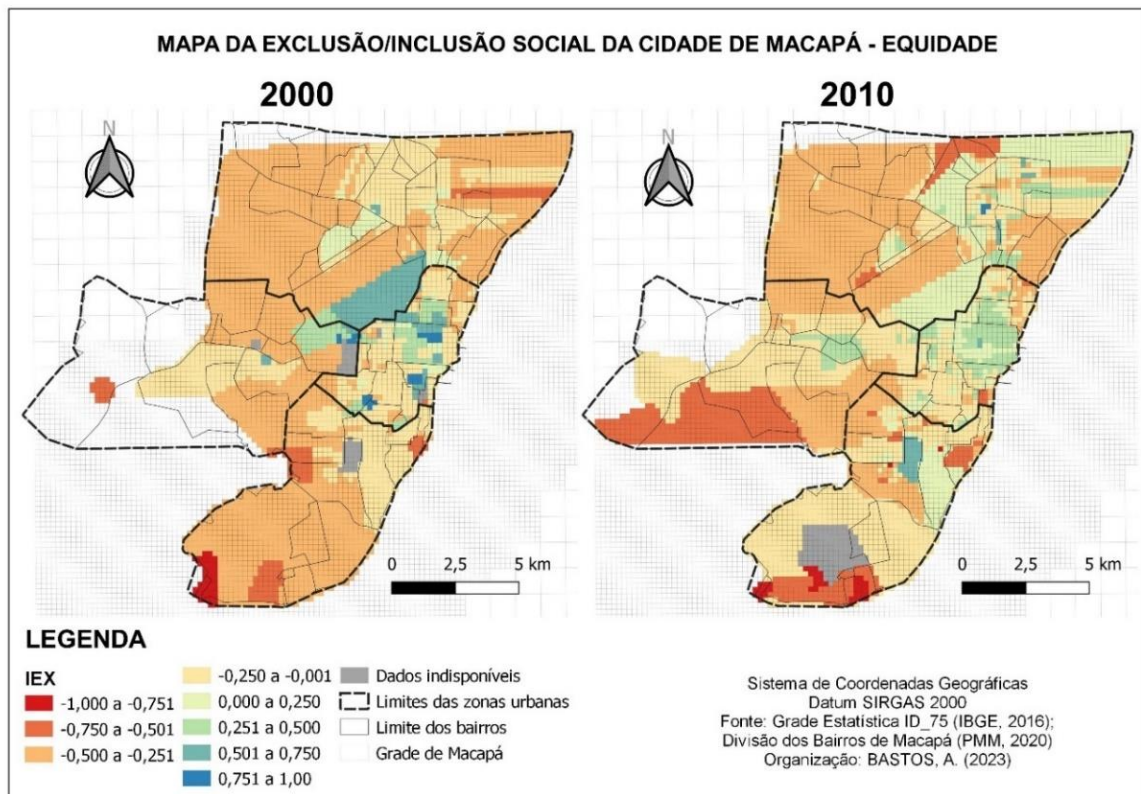 MAPA DA EXCLUSÃO/INCLUSÃO SOCIAL DA CIDADE DE MACAPÁ - EQUIDADE
2000
2010
N
N
0 2,5 5 km
0 2,5 5 km
LEGENDA
IEX
-1,000 a -0,751
-0,750 a -0,501
-0,500 a -0,251
-0,250 a -0,001
0,000 a 0,250
0,251 a 0,500
0,501 a 0,750
0,751 a 1,00
Dados indisponíveis
Limites das zonas urbanas
Limite dos bairros
Grade de Macapá
Sistema de Coordenadas Geográficas
Datum SIRGAS 2000
Fonte: Grade Estatística ID_75 (IBGE, 2016);
Divisão dos Bairros de Macapá (PMM, 2020)
Organização: BASTOS, A. (2023)